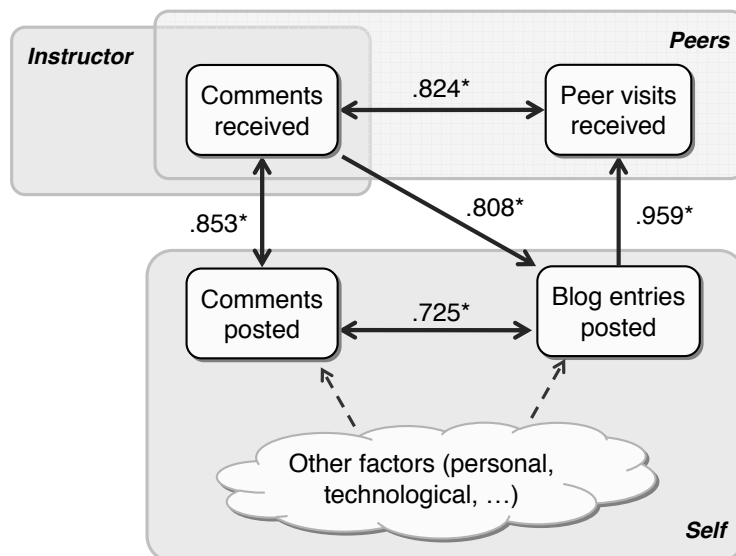 Instructor
Peers
Comments
received
.824*
Peer visits
received
.853*
.808*
.959*
Comments
posted
.725*
Blog entries
posted
Other factors (personal,
technological, …)
Self